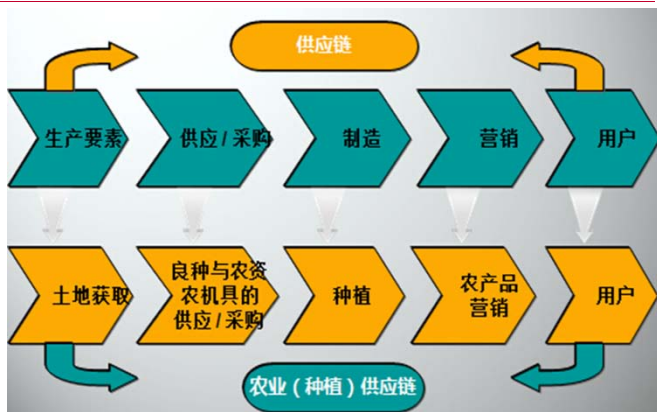 供应链
生产要素
供应/采购
制造
营销
用户
土地获取
良种与农资
农机具的
供应/采购
种植
农产品
营销
用户
农业（种植）供应链